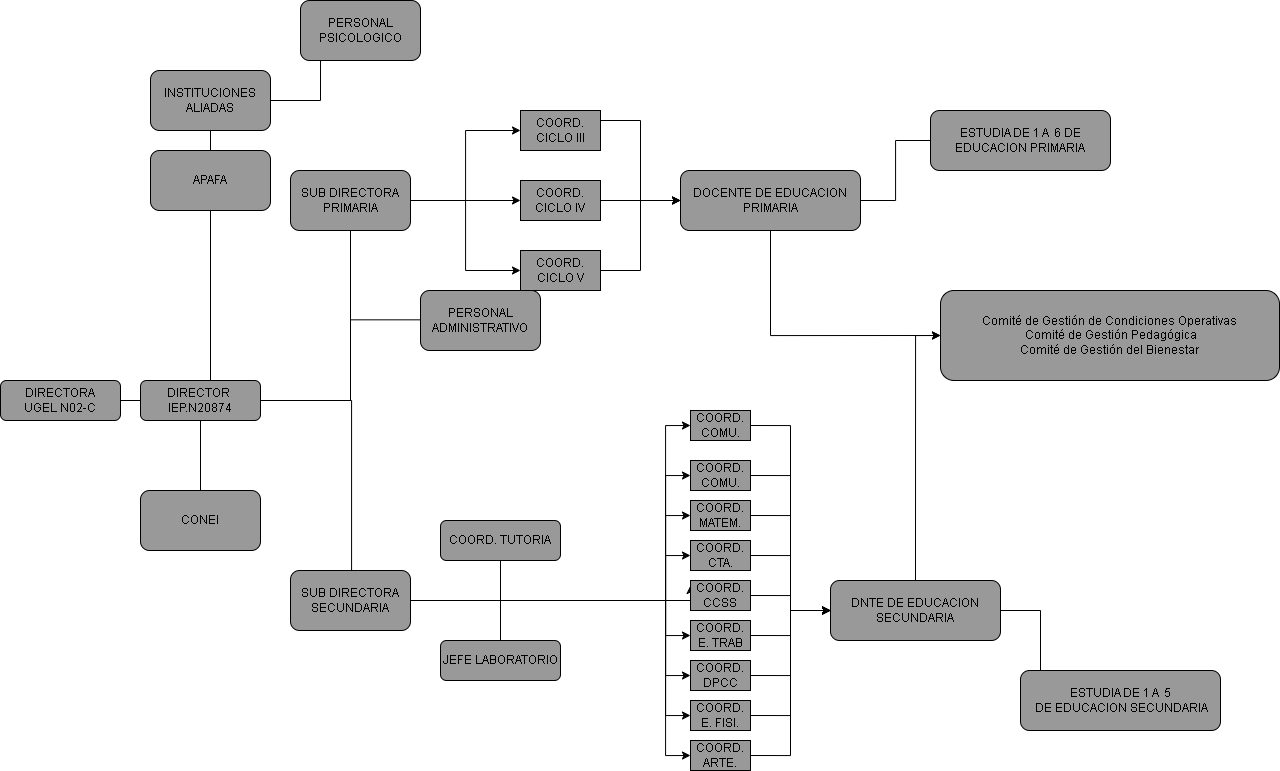 PERSONAL
PSICOLOGICO
INSTITUCIONES
ALIADAS
APAFA
SUB DIRECTORA
PRIMARIA
COORD.
CICLO III
COORD.
CICLO IV
COORD.
CICLO V
DOCENTE DE EDUCACION
PRIMARIA
ESTUDIA DE 1 A 6 DE
EDUCACION PRIMARIA
PERSONAL
ADMINISTRATIVO
Comité de Gestión de Condiciones Operativas
Comité de Gestión Pedagógica
Comité de Gestión del Bienestar
DIRECTORA
UGEL N02-C
DIRECTOR
IEP.N20874
CONEI
SUB DIRECTORA
SECUNDARIA
COORD. TUTORIA
JEFE LABORATORIO
COORD.
COMU.
COORD.
COMU.
COORD.
MATEM.
COORD.
CTA.
COORD.
CCSS
COORD.
E. TRAB
COORD.
DPCC
COORD.
E. FISI.
COORD.
ARTE.
DNTE DE EDUCACION
SECUNDARIA
ESTUDIA DE 1 A 5
DE EDUCACION SECUNDARIA